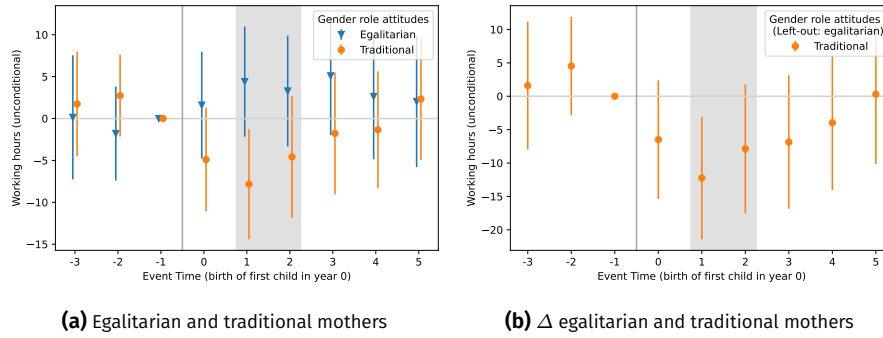 Gender role attitudes
Egalitarian
Traditional
Working hours (unconditional)
10
5
0
−5
−10
−15
-3 -2 -1 0 1 2 3 4 5
Event Time (birth of first child in year 0)
(a) Egalitarian and traditional mothers
Gender role attitudes
(Left-out: egalitarian)
Traditional
Working hours (unconditional)
10
5
0
−5
−10
−15
−20
-3 -2 -1 0 1 2 3 4 5
Event Time (birth of first child in year 0)
(b) Δ egalitarian and traditional mothers